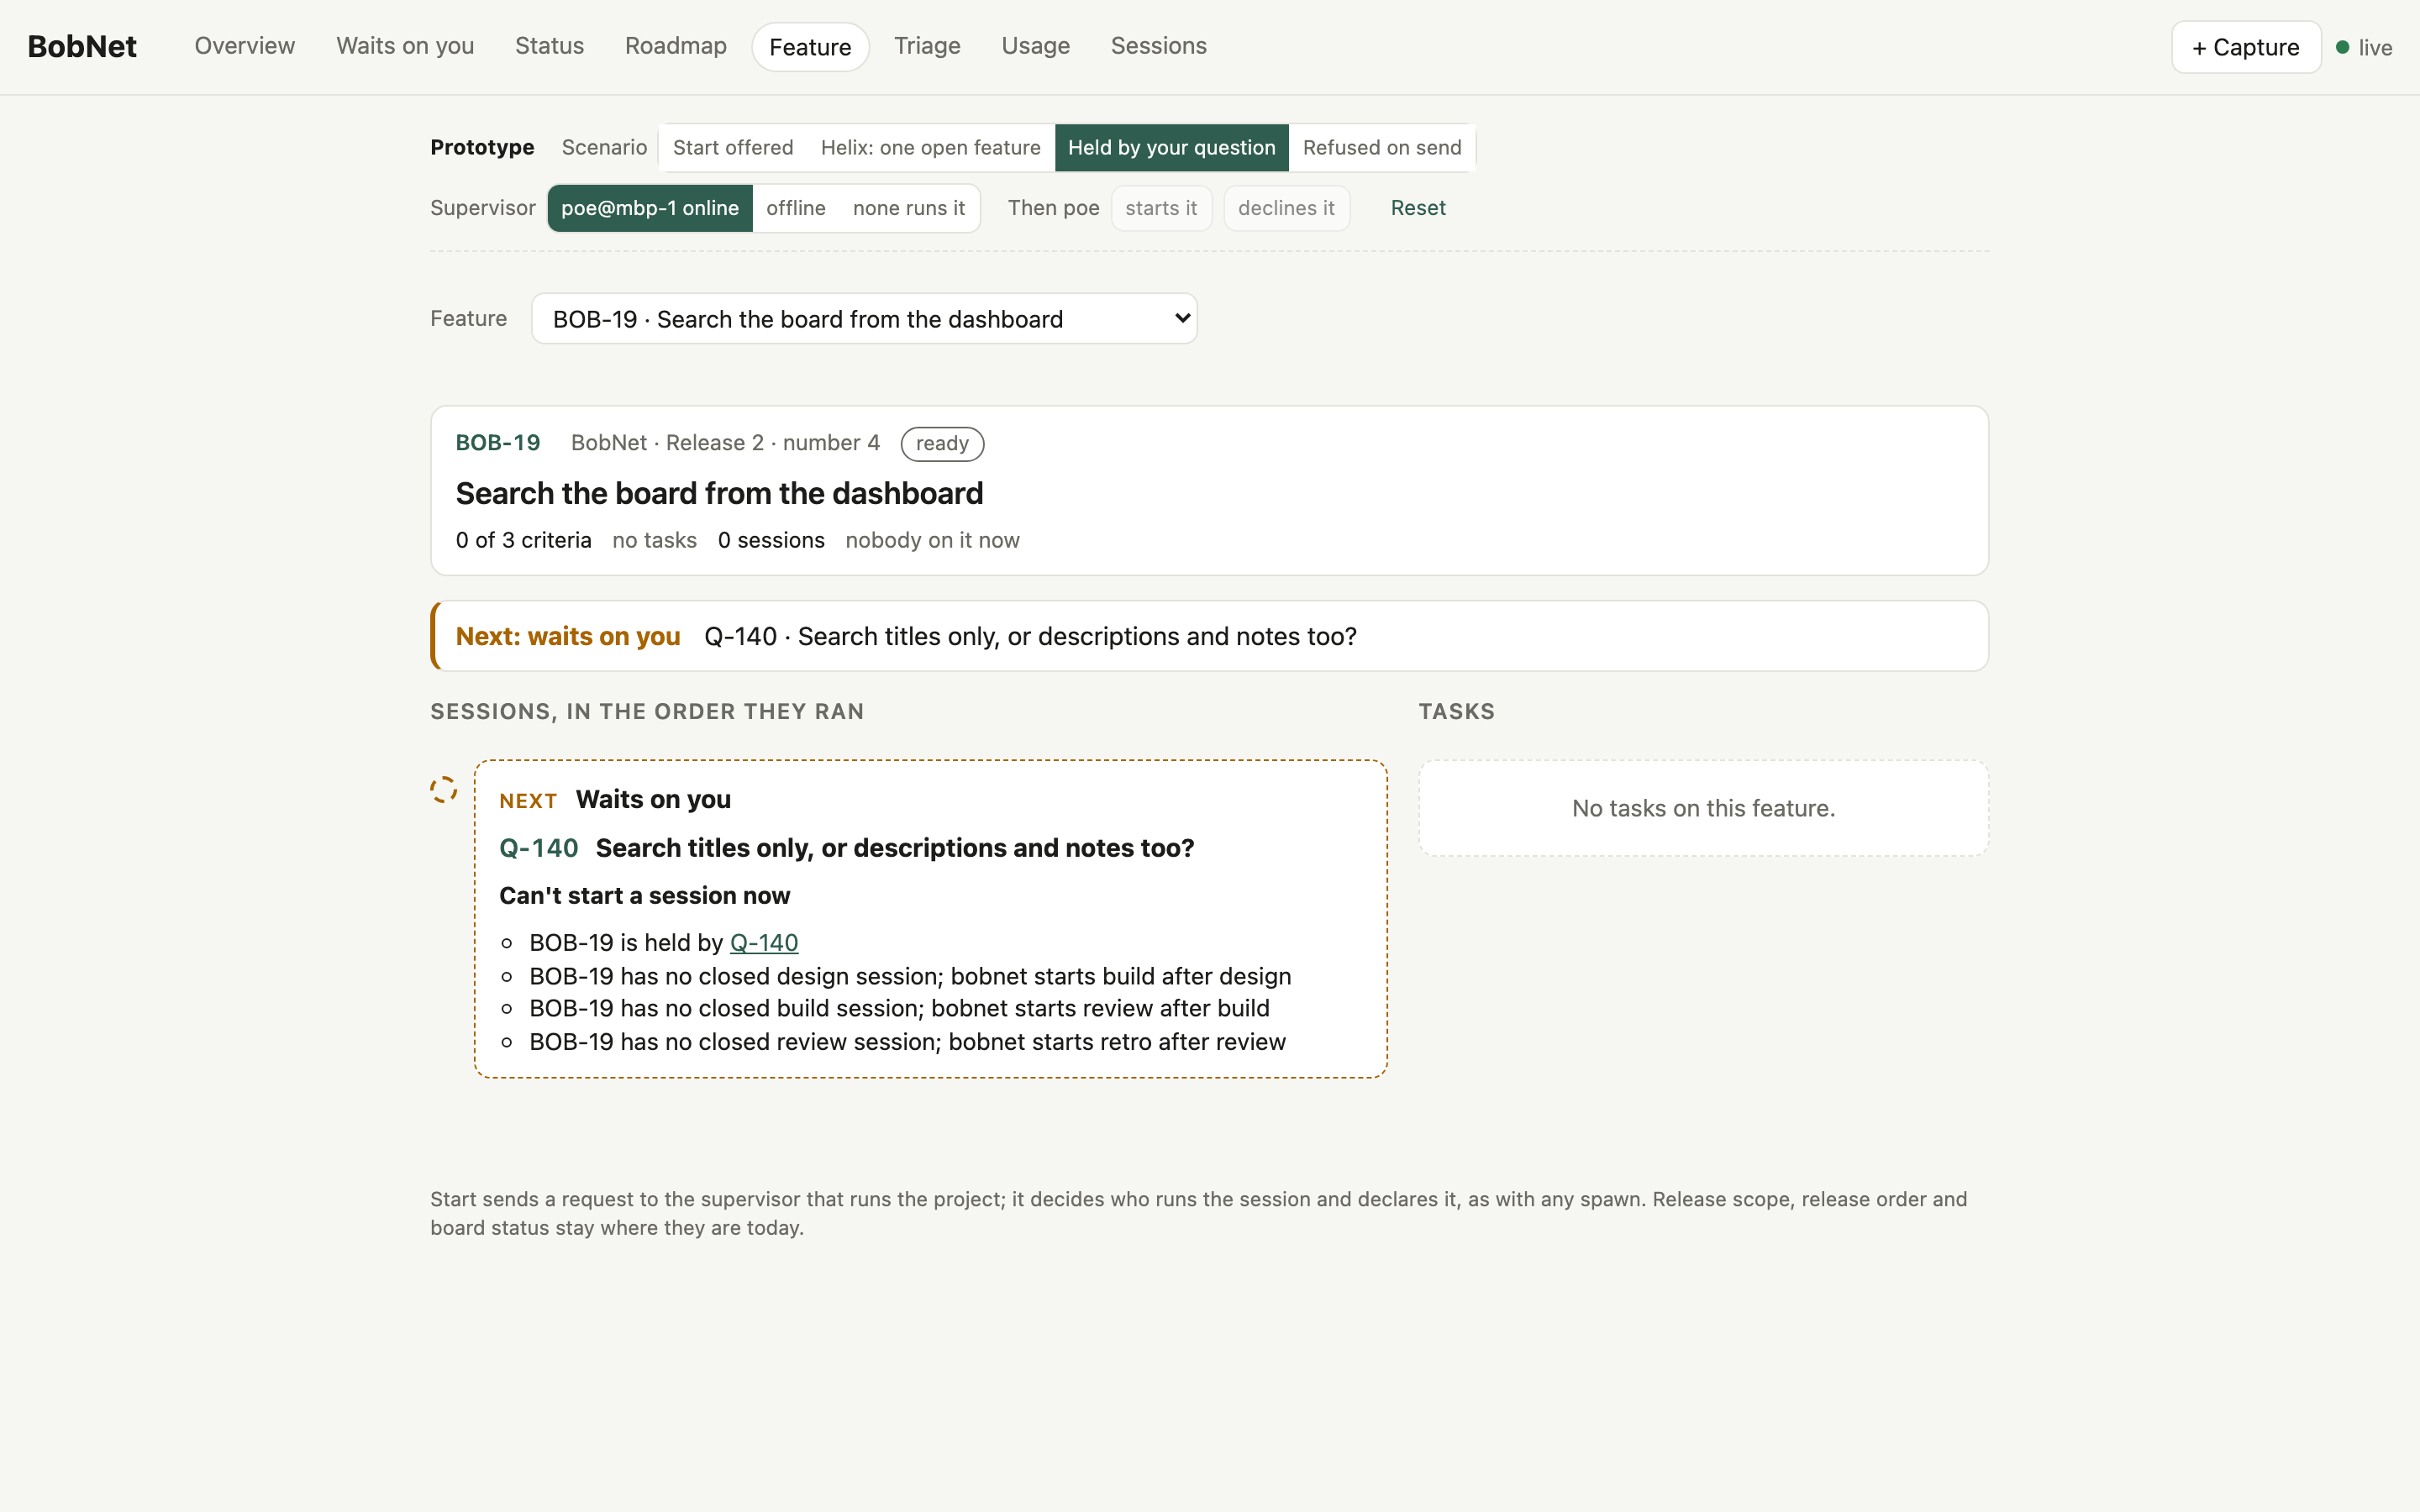 BobNet Overview Waits on you Status Roadmap Feature Triage Usage Sessions + Capture live
Prototype Scenario Start offered Helix: one open feature Held by your question Refused on send
Supervisor poe@mbp-1 online offline none runs it Then poe starts it declines it Reset
Feature BOB-19 · Search the board from the dashboard
BOB-19 BobNet · Release 2 · number 4 ready
Search the board from the dashboard
0 of 3 criteria no tasks 0 sessions nobody on it now
Next: waits on you Q-140 · Search titles only, or descriptions and notes too?
SESSIONS, IN THE ORDER THEY RAN
NEXT Waits on you
Q-140 Search titles only, or descriptions and notes too?
Can't start a session now
BOB-19 is held by Q-140
BOB-19 has no closed design session; bobnet starts build after design
BOB-19 has no closed build session; bobnet starts review after build
BOB-19 has no closed review session; bobnet starts retro after review
TASKS
No tasks on this feature.
Start sends a request to the supervisor that runs the project; it decides who runs the session and declares it, as with any spawn. Release scope, release order and
board status stay where they are today.